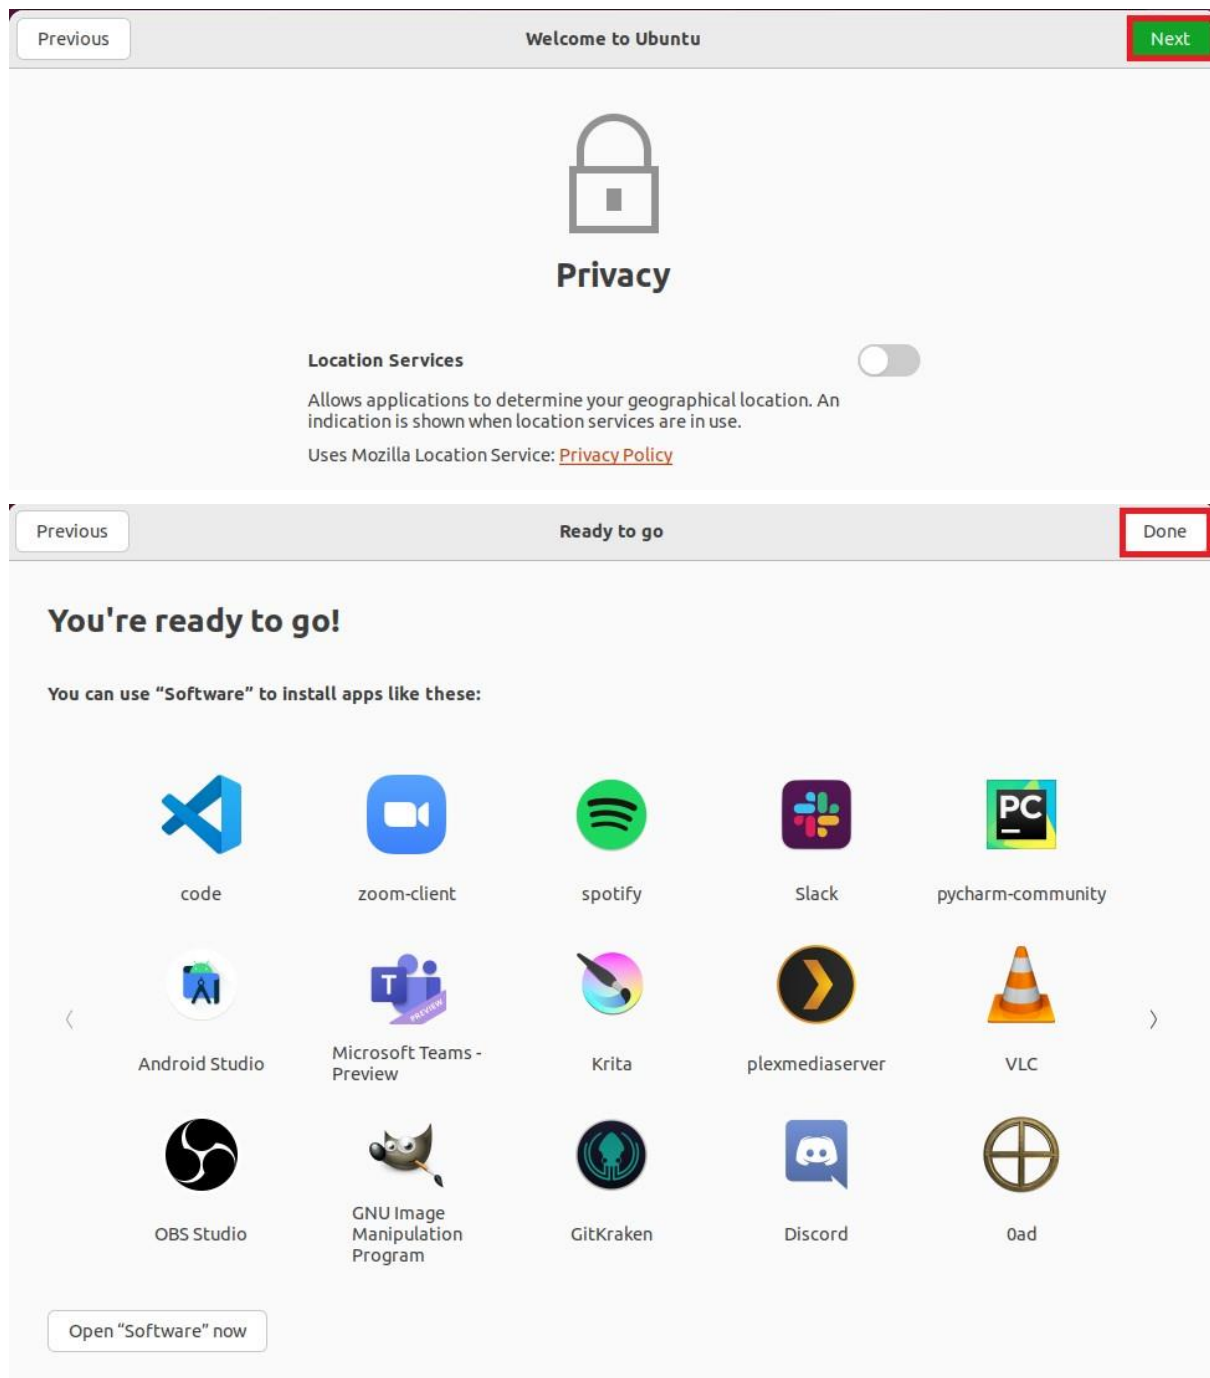 Previous
Welcome to Ubuntu
Next
Privacy
Location Services
Allows applications to determine your geographical location. An
indication is shown when location services are in use.
Uses Mozilla Location Service: Privacy Policy
Previous
Ready to go
Done
You're ready to go!
You can use “Software” to install apps like these:
PC
code
zoom-client
spotify
Slack
pycharm-community
T
PREVIEW
Android Studio
Microsoft Teams -
Preview
Krita
plexmediaserver
VLC
OBS Studio
GNU Image
Manipulation
Program
GitKraken
Discord
0ad
Open “Software” now